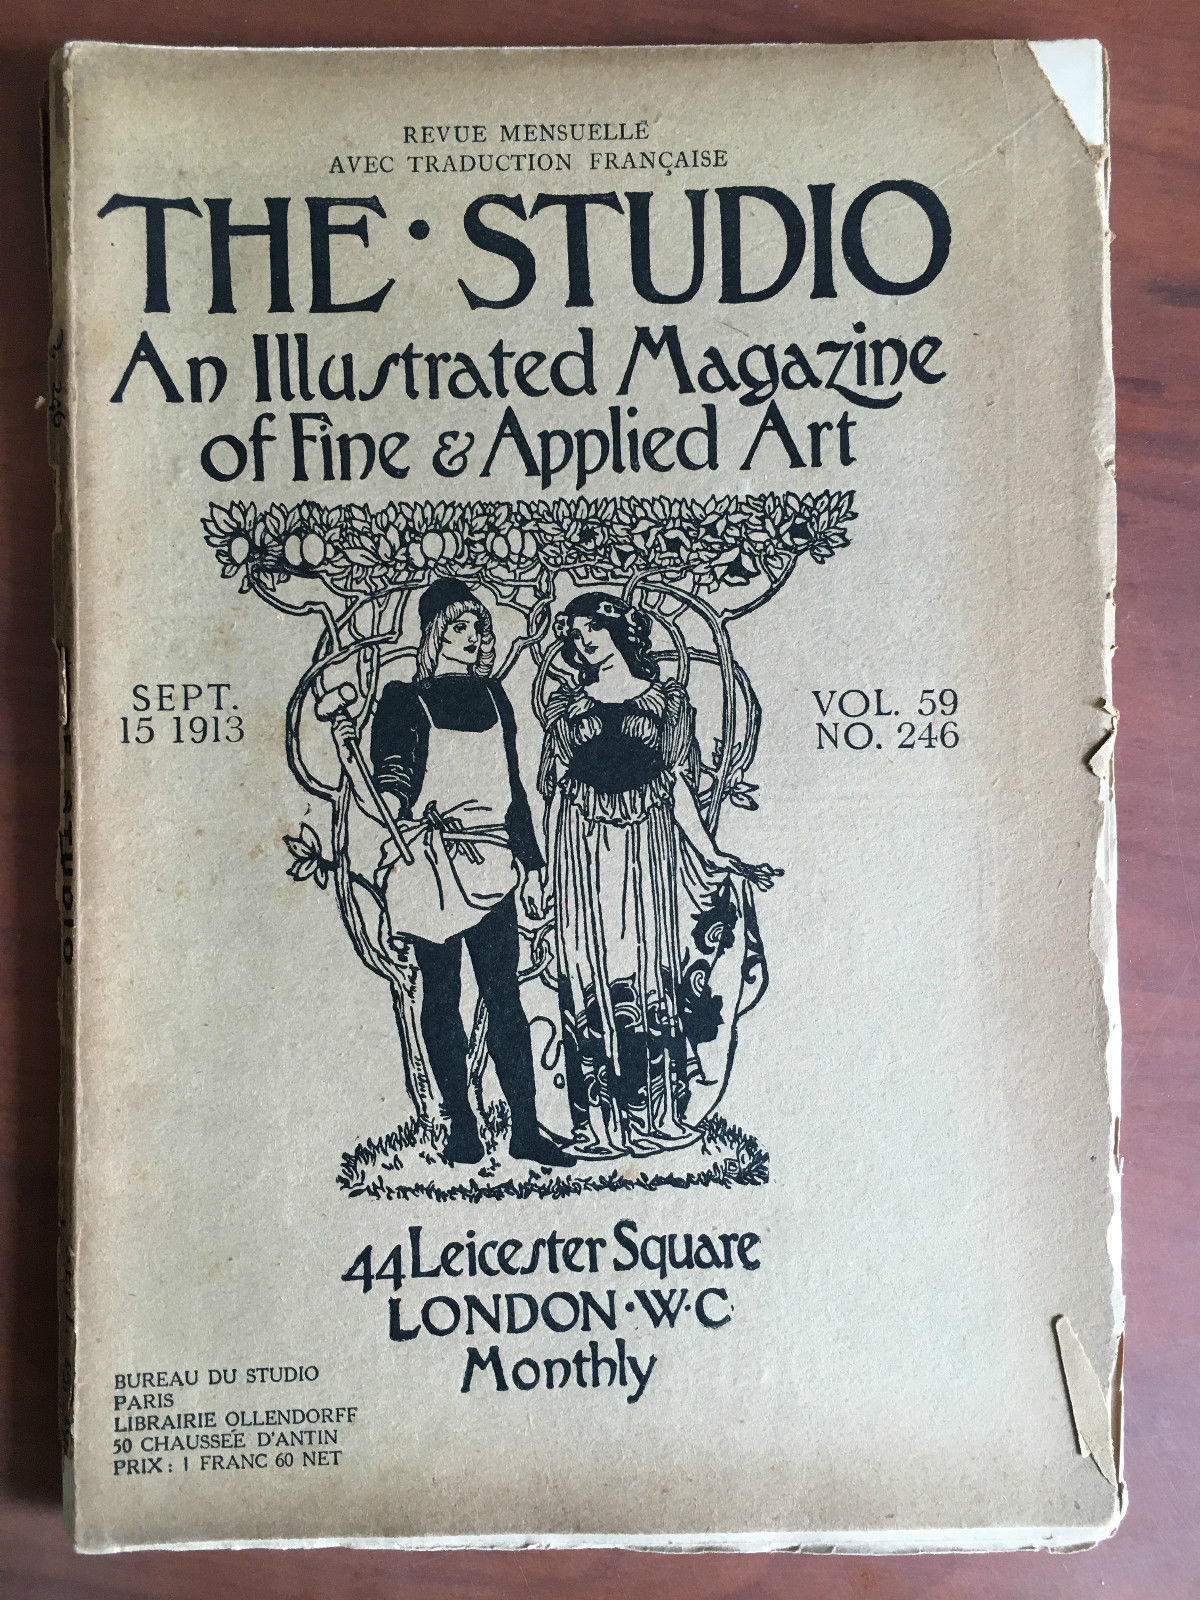 REVUE MENSUELLE
AVEC TRADUCTION FRANÇAISE
THE · STUDIO
An Illustrated Magazine
of Fine & Applied Art
SEPT.
15 1913
VOL. 59
NO. 246
44 Leicester Square
LONDON · W · C
Monthly
BUREAU DU STUDIO
PARIS
LIBRAIRIE OLLENDORFF
50 CHAUSSÉE D'ANTIN
PRIX : 1 FRANC 60 NET
STUDIO